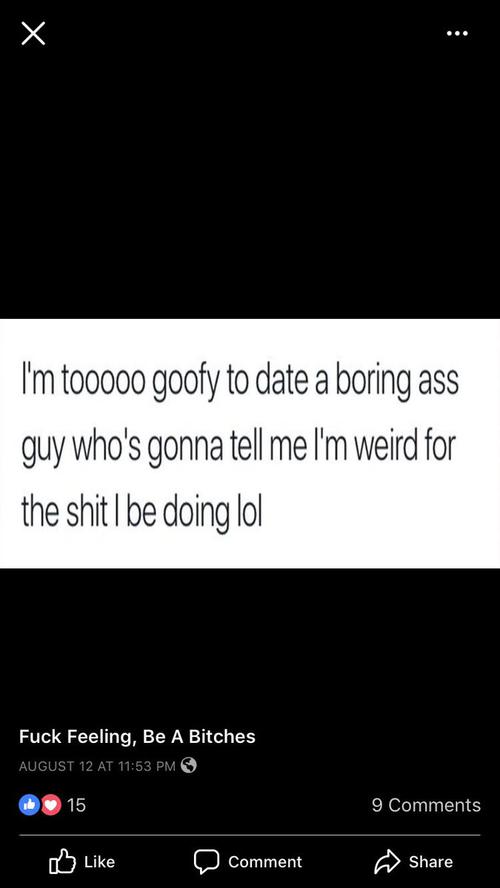 I'm tooooo goofy to date a boring ass
guy who's gonna tell me I'm weird for
the shit I be doing lol
Fuck Feeling, Be A Bitches
AUGUST 12 AT 11:53 PM
15
9 Comments
Like
Comment
Share